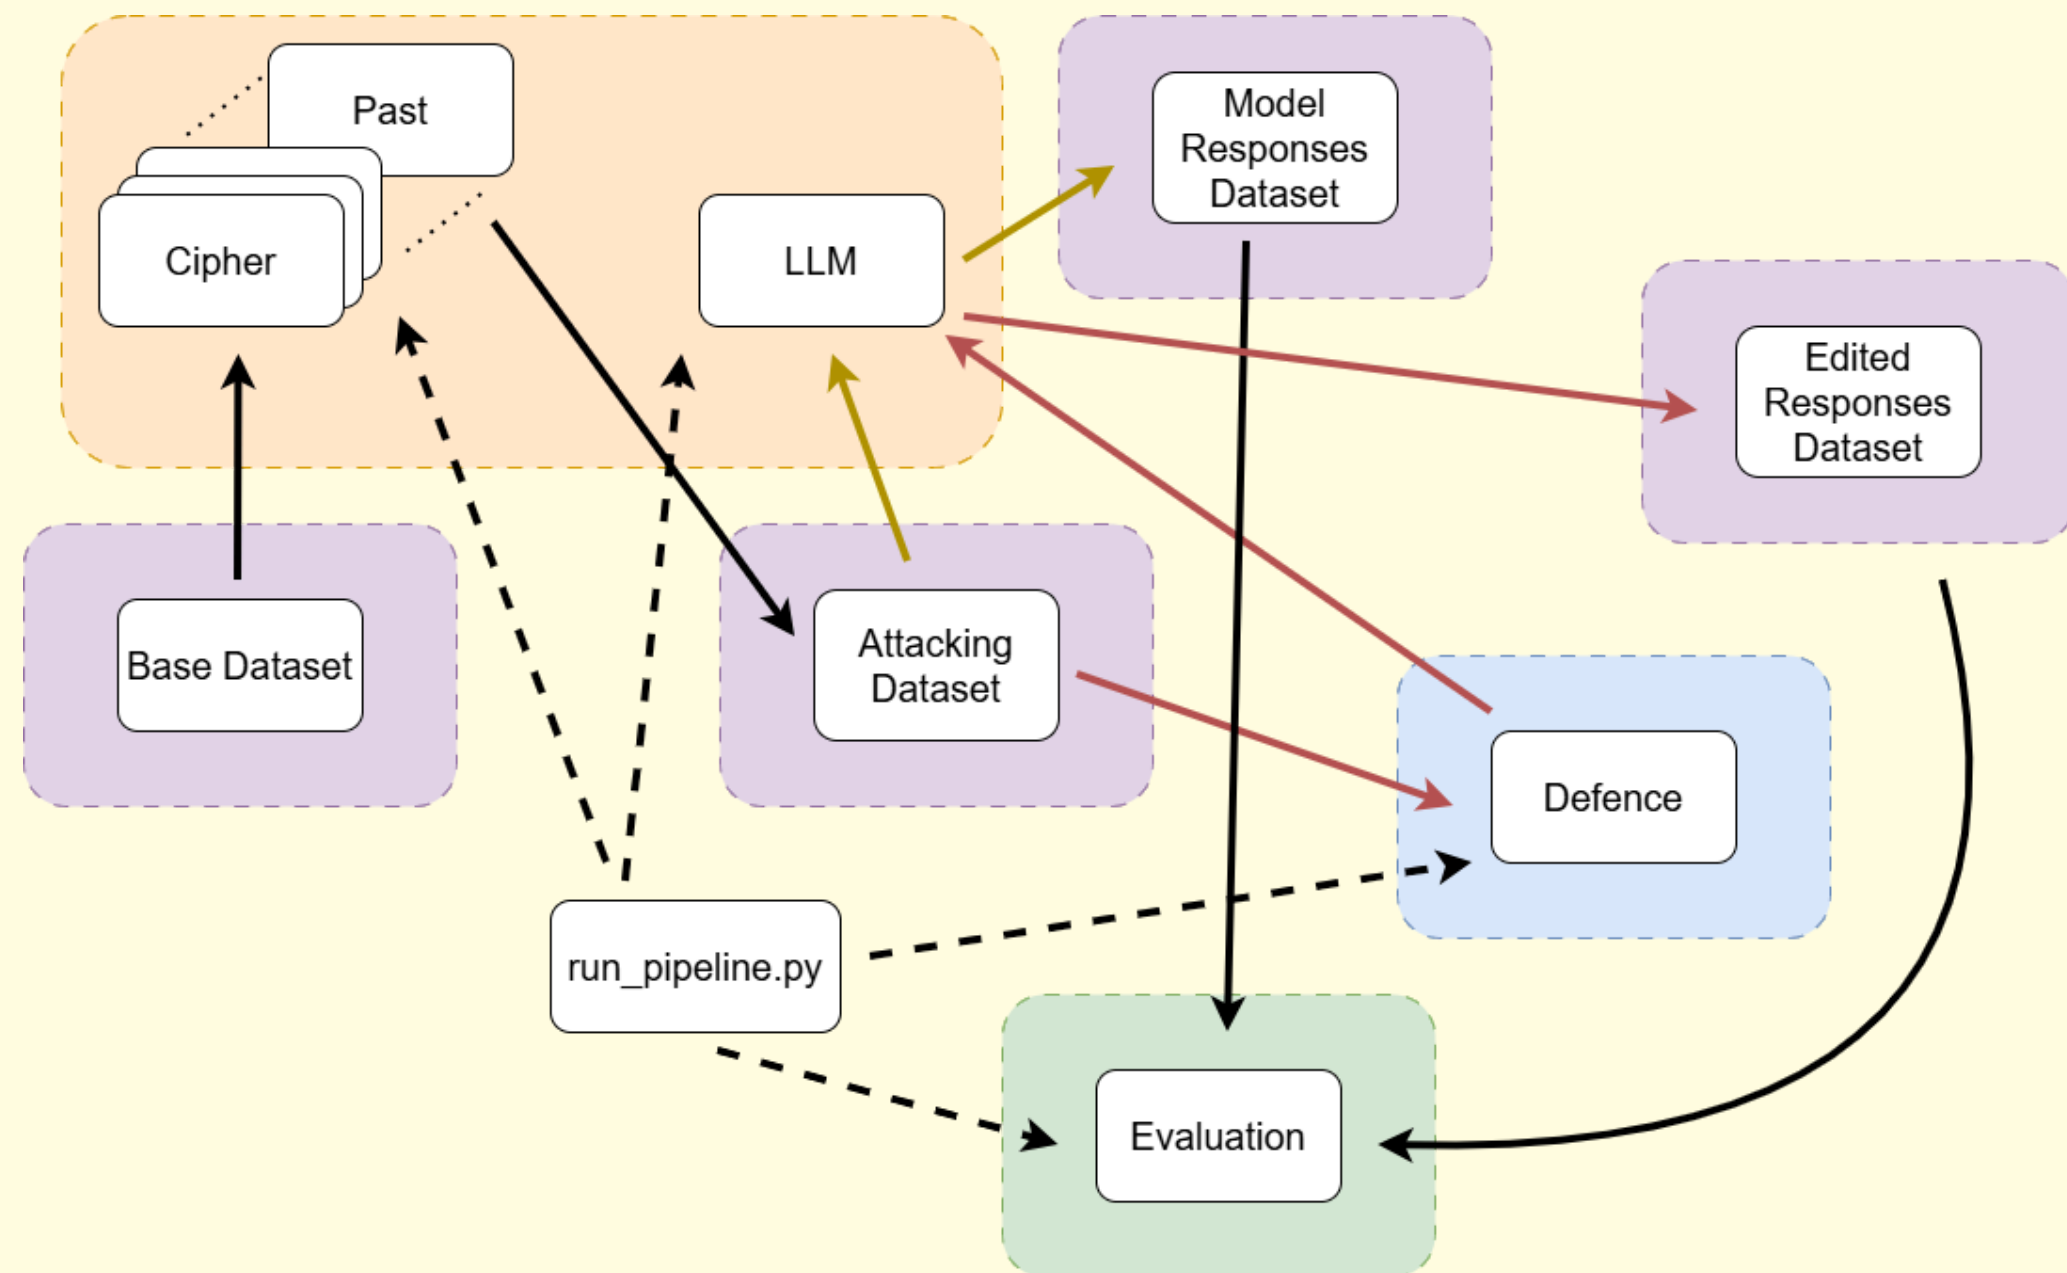 Past
Cipher
LLM
Model
Responses
Dataset
Edited
Responses
Dataset
Base Dataset
Attacking
Dataset
Defence
run_pipeline.py
Evaluation